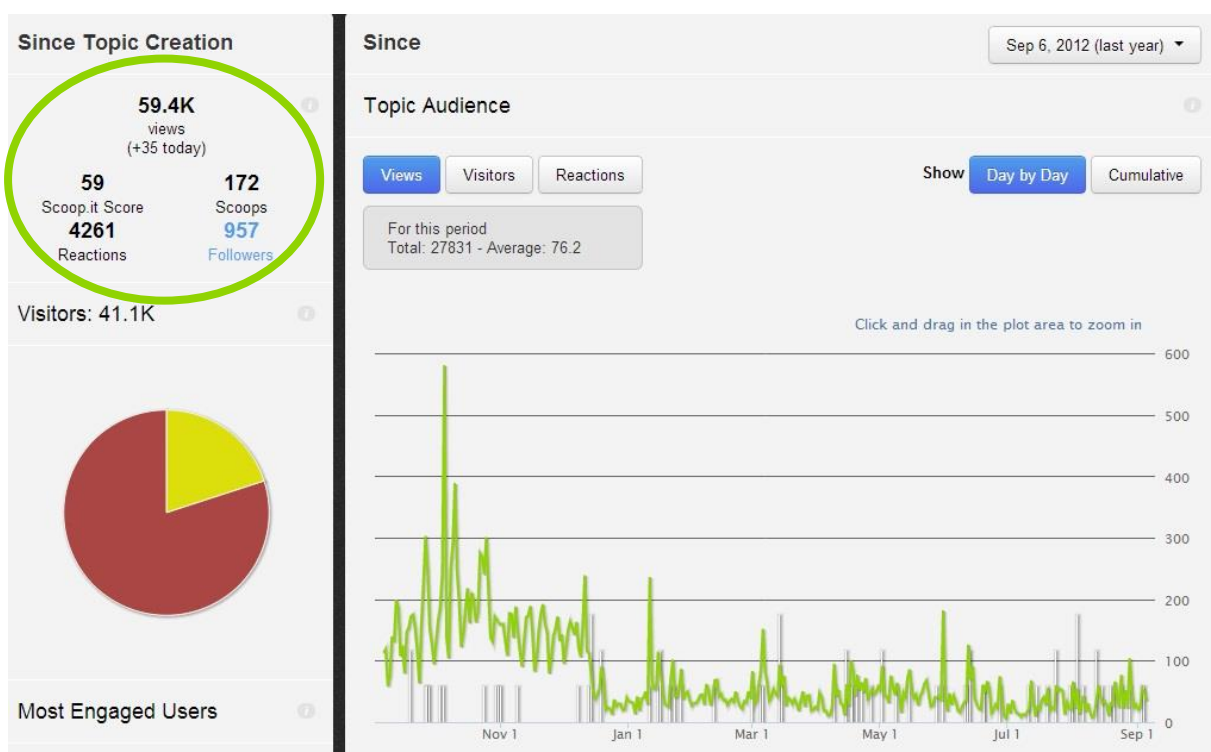 Since Topic Creation
59.4K
views
(+35 today)
59
Scoop.it Score
172
Scoops
4261
Reactions
957
Followers
Visitors: 41.1K
Most Engaged Users
Since
Sep 6, 2012 (last year)
Topic Audience
Views Visitors Reactions
Show Day by Day Cumulative
For this period
Total: 27831 - Average: 76.2
Click and drag in the plot area to zoom in
600
500
400
300
200
100
0
Nov 1 Jan 1 Mar 1 May 1 Jul 1 Sep 1